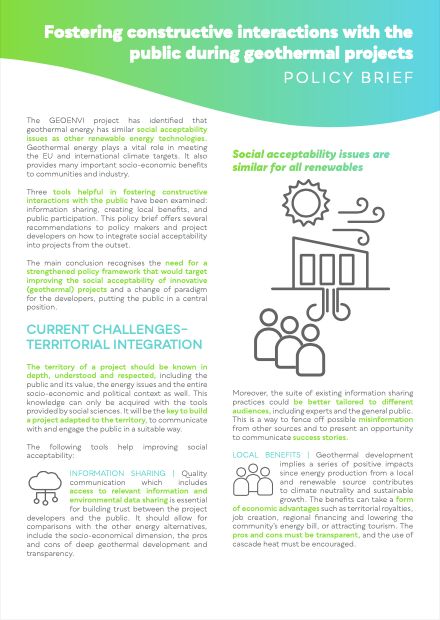 Fostering constructive interactions with the
public during geothermal projects
POLICY BRIEF
The GEOENVI project has identified that
geothermal energy has similar social acceptability
issues as other renewable energy technologies.
Geothermal energy plays a vital role in meeting
the EU and international climate targets. It also
provides many important socio-economic benefits
to communities and industry.
Three tools helpful in fostering constructive
interactions with the public have been examined:
information sharing, creating local benefits, and
public participation. This policy brief offers several
recommendations to policy makers and project
developers on how to integrate social acceptability
into projects from the outset.
The main conclusion recognises the need for a
strengthened policy framework that would target
improving the social acceptability of innovative
(geothermal) projects and a change of paradigm
for the developers, putting the public in a central
position.
CURRENT CHALLENGES-
TERRITORIAL INTEGRATION
The territory of a project should be known in
depth, understood and respected, including the
public and its value, the energy issues and the entire
socio-economic and political context as well. This
knowledge can only be acquired with the tools
provided by social sciences. It will be the key to build
a project adapted to the territory, to communicate
with and engage the public in a suitable way.
The following tools help improving social
acceptability:
INFORMATION SHARING | Quality
communication which includes
access to relevant information and
environmental data sharing is essential
for building trust between the project
developers and the public. It should allow for
comparisons with the other energy alternatives,
include the socio-economical dimension, the pros
and cons of deep geothermal development and
transparency.
Social acceptability issues are
similar for all renewables
Moreover, the suite of existing information sharing
practices could be better tailored to different
audiences, including experts and the general public.
This is a way to fence off possible misinformation
from other sources and to present an opportunity
to communicate success stories.
LOCAL BENEFITS | Geothermal development
implies a series of positive impacts
since energy production from a local
and renewable source contributes
to climate neutrality and sustainable
growth. The benefits can take a form
of economic advantages such as territorial royalties,
job creation, regional financing and lowering the
community's energy bill, or attracting tourism. The
pros and cons must be transparent, and the use of
cascade heat must be encouraged.